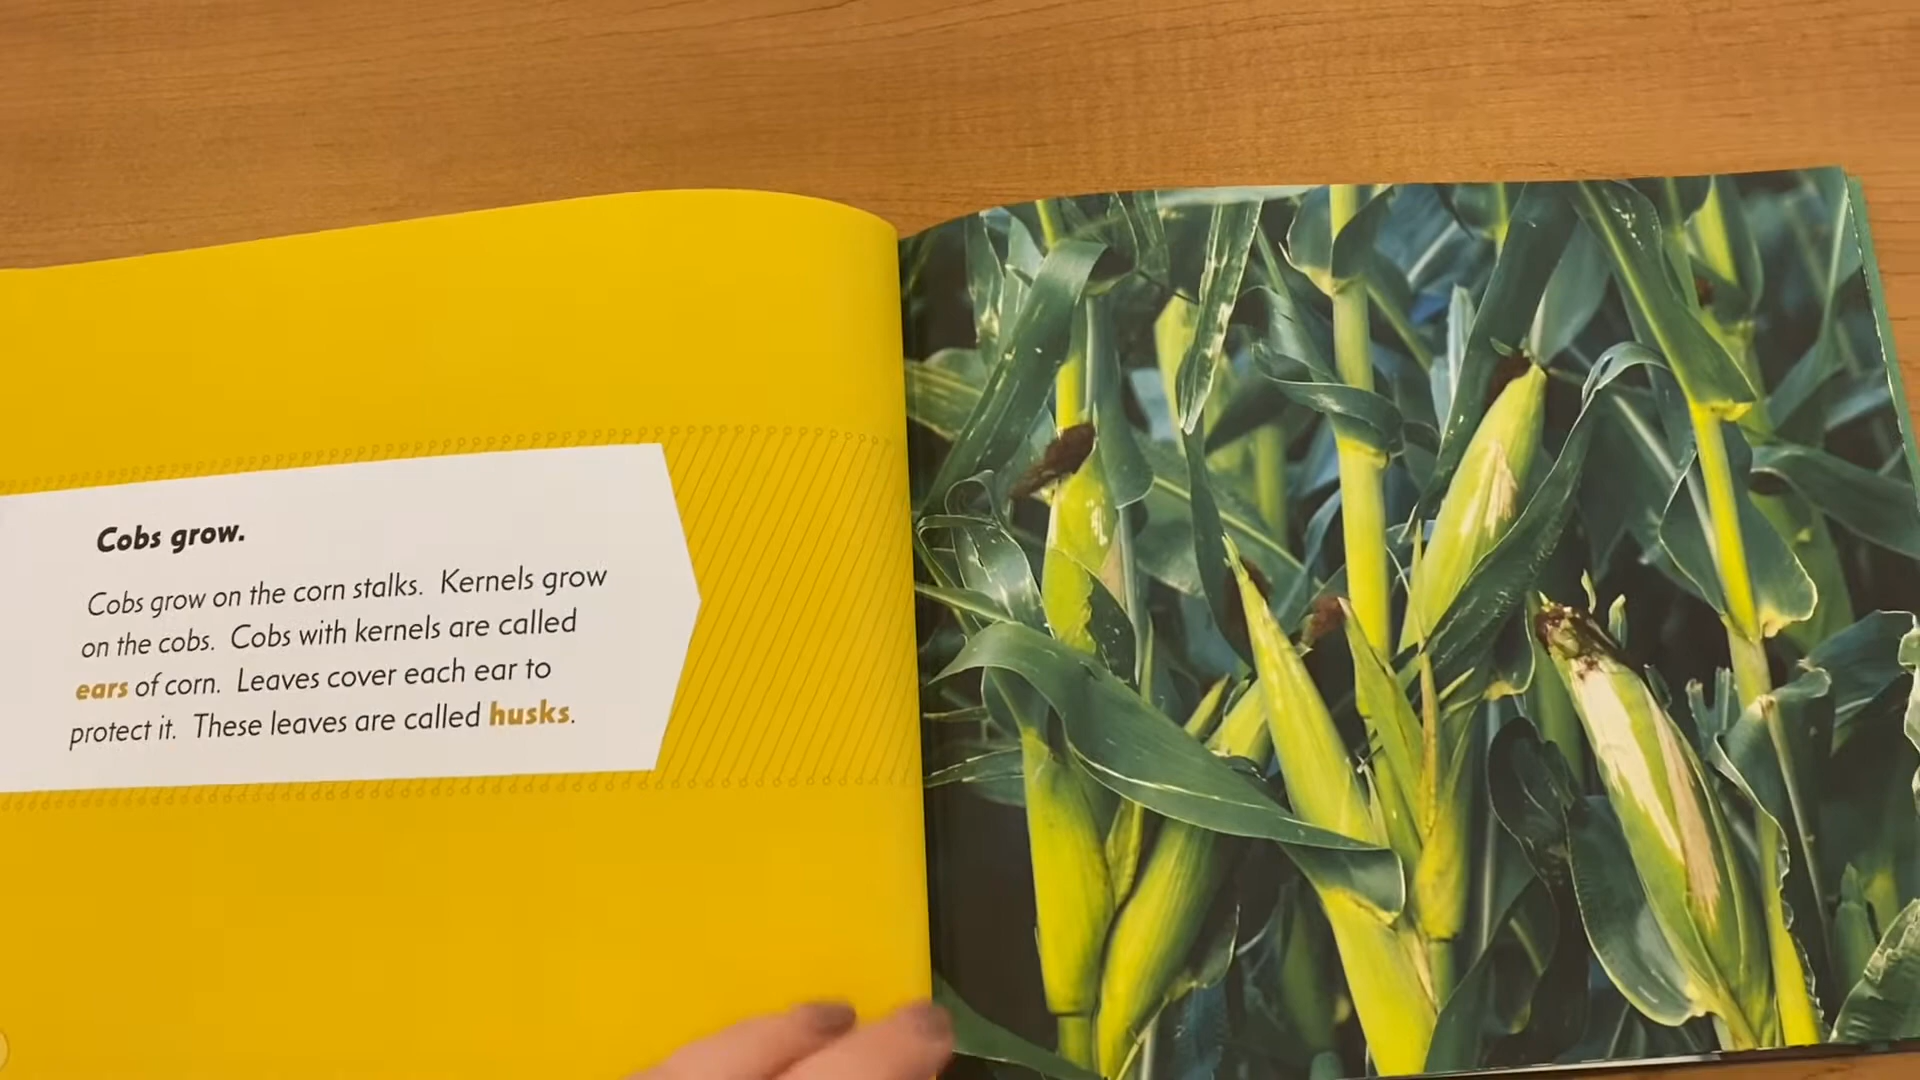 Cobs grow.
Cobs grow on the corn stalks. Kernels grow
on the cobs. Cobs with kernels are called
ears of corn. Leaves cover each ear to
protect it. These leaves are called husks.